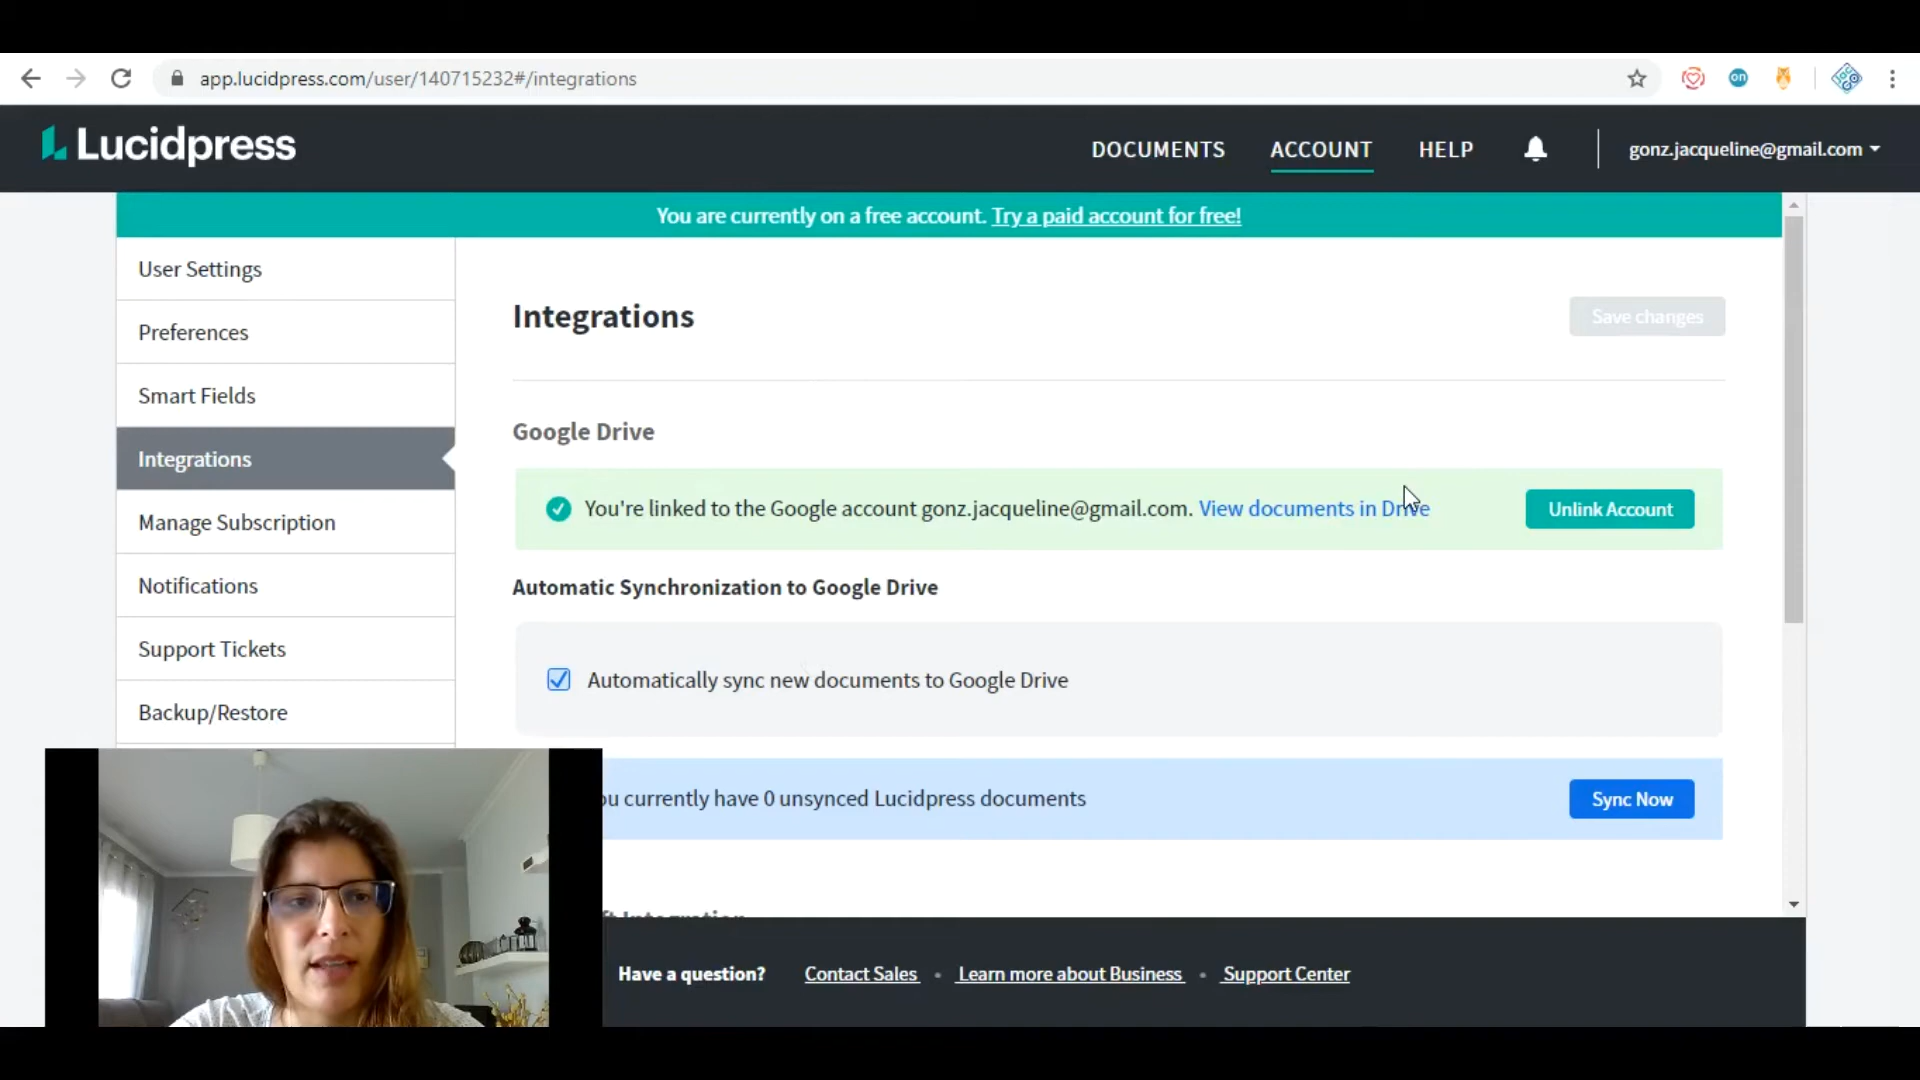 app.lucidpress.com/user/140715232#/integrations
on
Lucidpress
DOCUMENTS
ACCOUNT
HELP
gonz.jacqueline@gmail.com
You are currently on a free account. Try a paid account for free!
User Settings
Preferences
Smart Fields
Integrations
Manage Subscription
Notifications
Support Tickets
Backup/Restore
Integrations
Save changes
Google Drive
You're linked to the Google account gonz.jacqueline@gmail.com. View documents in Drive
Unlink Account
Automatic Synchronization to Google Drive
Automatically sync new documents to Google Drive
ou currently have 0 unsynced Lucidpress documents
Sync Now
Have a question?
Contact Sales • Learn more about Business • Support Center